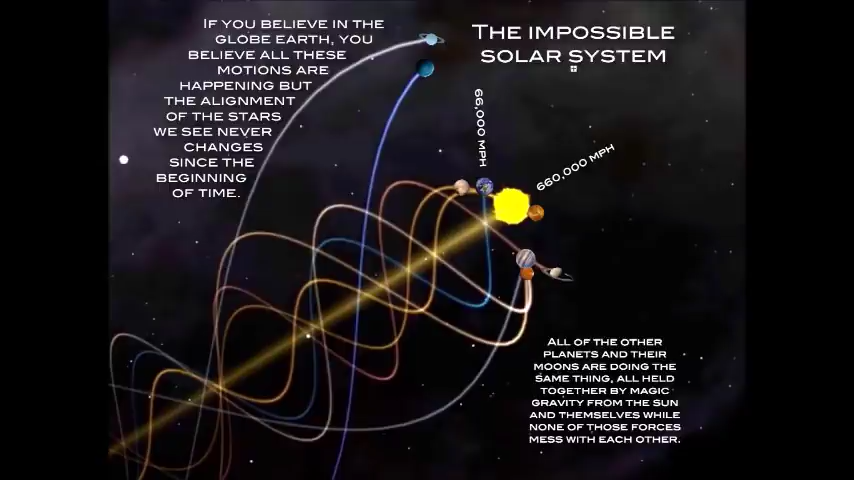 If you believe in the
globe Earth, you
believe all these
motions are
happening but
the alignment
of the stars
we see never
changes
since the
beginning
of time.
The impossible
solar system
66,000 mph
660,000 mph
All of the other
planets and their
moons are doing the
same thing, all held
together by magic
gravity from the sun
and themselves while
none of those forces
mess with each other.